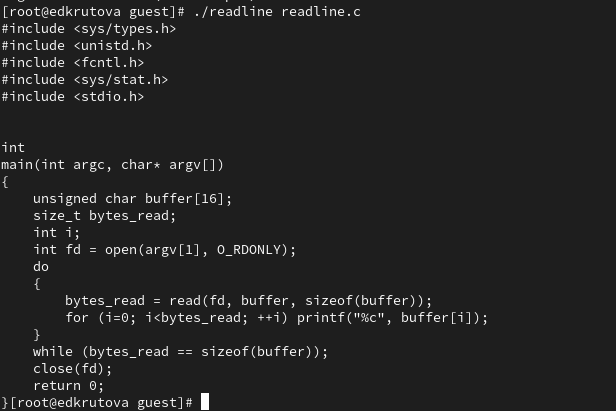 [root@edkrutova guest]# ./readline readline.c
#include <sys/types.h>
#include <unistd.h>
#include <fcntl.h>
#include <sys/stat.h>
#include <stdio.h>
int
main(int argc, char* argv[])
{
    unsigned char buffer[16];
    size_t bytes_read;
    int i;
    int fd = open(argv[1], O_RDONLY);
    do
    {
        bytes_read = read(fd, buffer, sizeof(buffer));
        for (i=0; i<bytes_read; ++i) printf("%c", buffer[i]);
    }
    while (bytes_read == sizeof(buffer));
    close(fd);
    return 0;
}[root@edkrutova guest]#